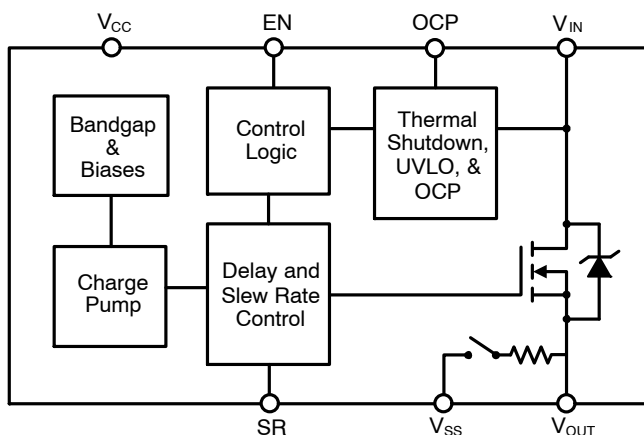 VCC EN OCP VIN
Bandgap
&
Biases
Control
Logic
Thermal
Shutdown,
UVLO, &
OCP
Charge
Pump
Delay and
Slew Rate
Control
SR VSS VOUT